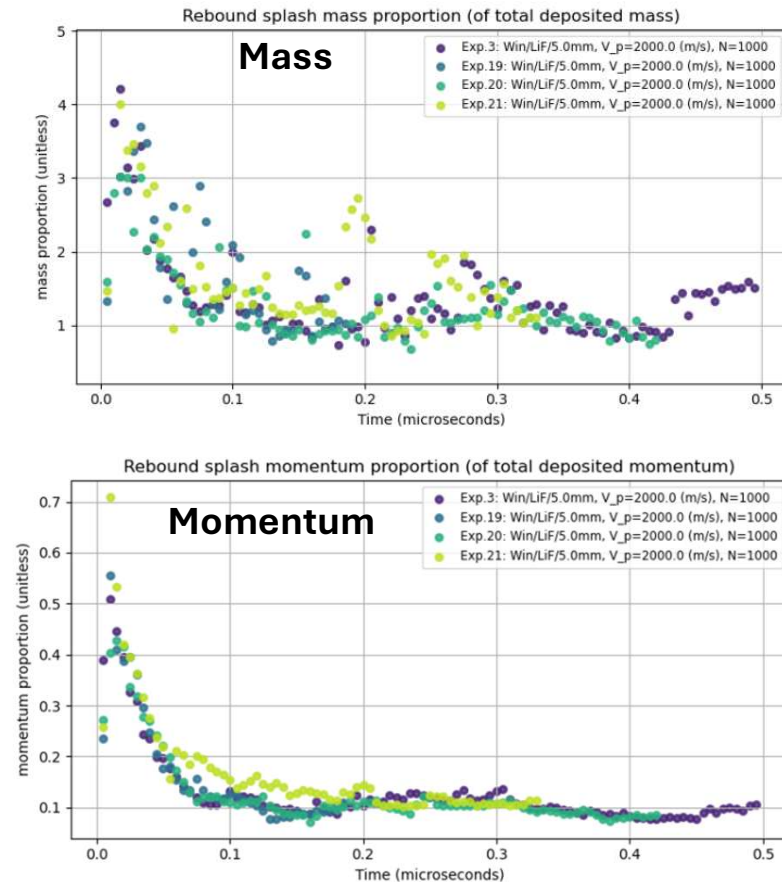 Rebound splash mass proportion (of total deposited mass)
Mass
Exp.3: Win/LiF/5.0mm, V_p=2000.0 (m/s), N=1000
Exp.19: Win/LiF/5.0mm, V_p=2000.0 (m/s), N=1000
Exp.20: Win/LiF/5.0mm, V_p=2000.0 (m/s), N=1000
Exp.21: Win/LiF/5.0mm, V_p=2000.0 (m/s), N=1000
mass proportion (unitless)
5
4
3
2
1
0.0 0.1 0.2 0.3 0.4 0.5
Time (microseconds)
Rebound splash momentum proportion (of total deposited momentum)
Momentum
Exp.3: Win/LiF/5.0mm, V_p=2000.0 (m/s), N=1000
Exp.19: Win/LiF/5.0mm, V_p=2000.0 (m/s), N=1000
Exp.20: Win/LiF/5.0mm, V_p=2000.0 (m/s), N=1000
Exp.21: Win/LiF/5.0mm, V_p=2000.0 (m/s), N=1000
momentum proportion (unitless)
0.7
0.6
0.5
0.4
0.3
0.2
0.1
0.0 0.1 0.2 0.3 0.4 0.5
Time (microseconds)